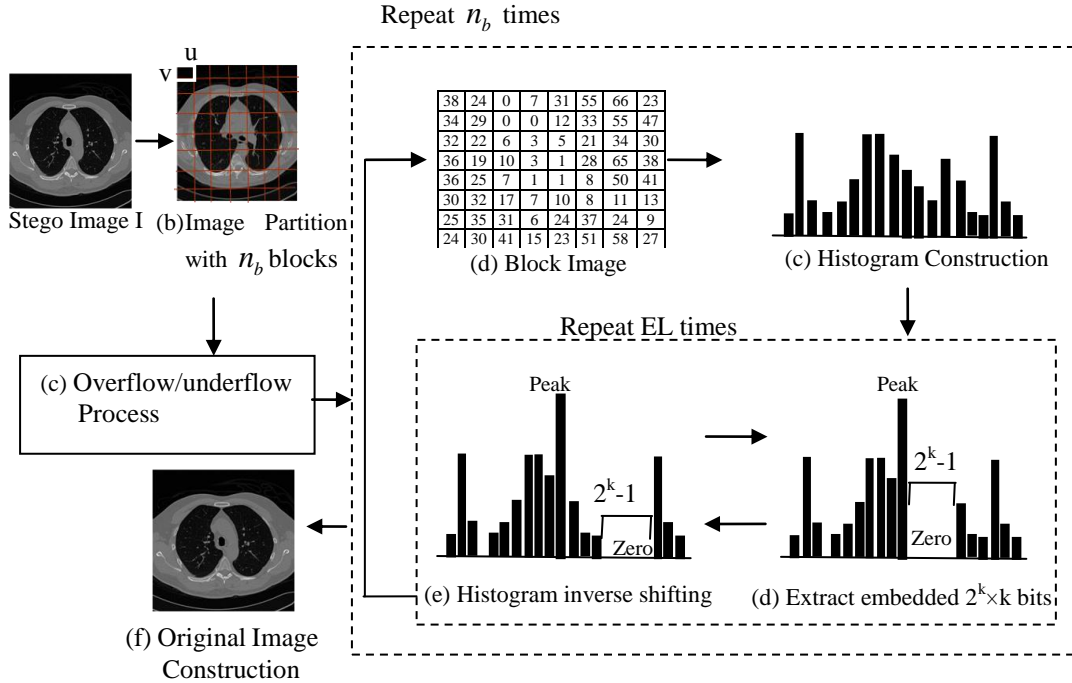 Repeat n_b times
u
v
Stego Image I
(b)Image Partition
with n_b blocks
38 24 0 7 31 55 66 23
34 29 0 0 12 33 55 47
32 22 6 3 5 21 34 30
36 19 10 3 1 28 65 38
36 25 7 1 1 8 50 41
30 32 17 7 10 8 11 13
25 35 31 6 24 37 24 9
24 30 41 15 23 51 58 27
(d) Block Image
(c) Histogram Construction
(c) Overflow/underflow
Process
Repeat EL times
Peak
2^k-1
Zero
(e) Histogram inverse shifting
Peak
2^k-1
Zero
(d) Extract embedded 2^k×k bits
(f) Original Image
Construction